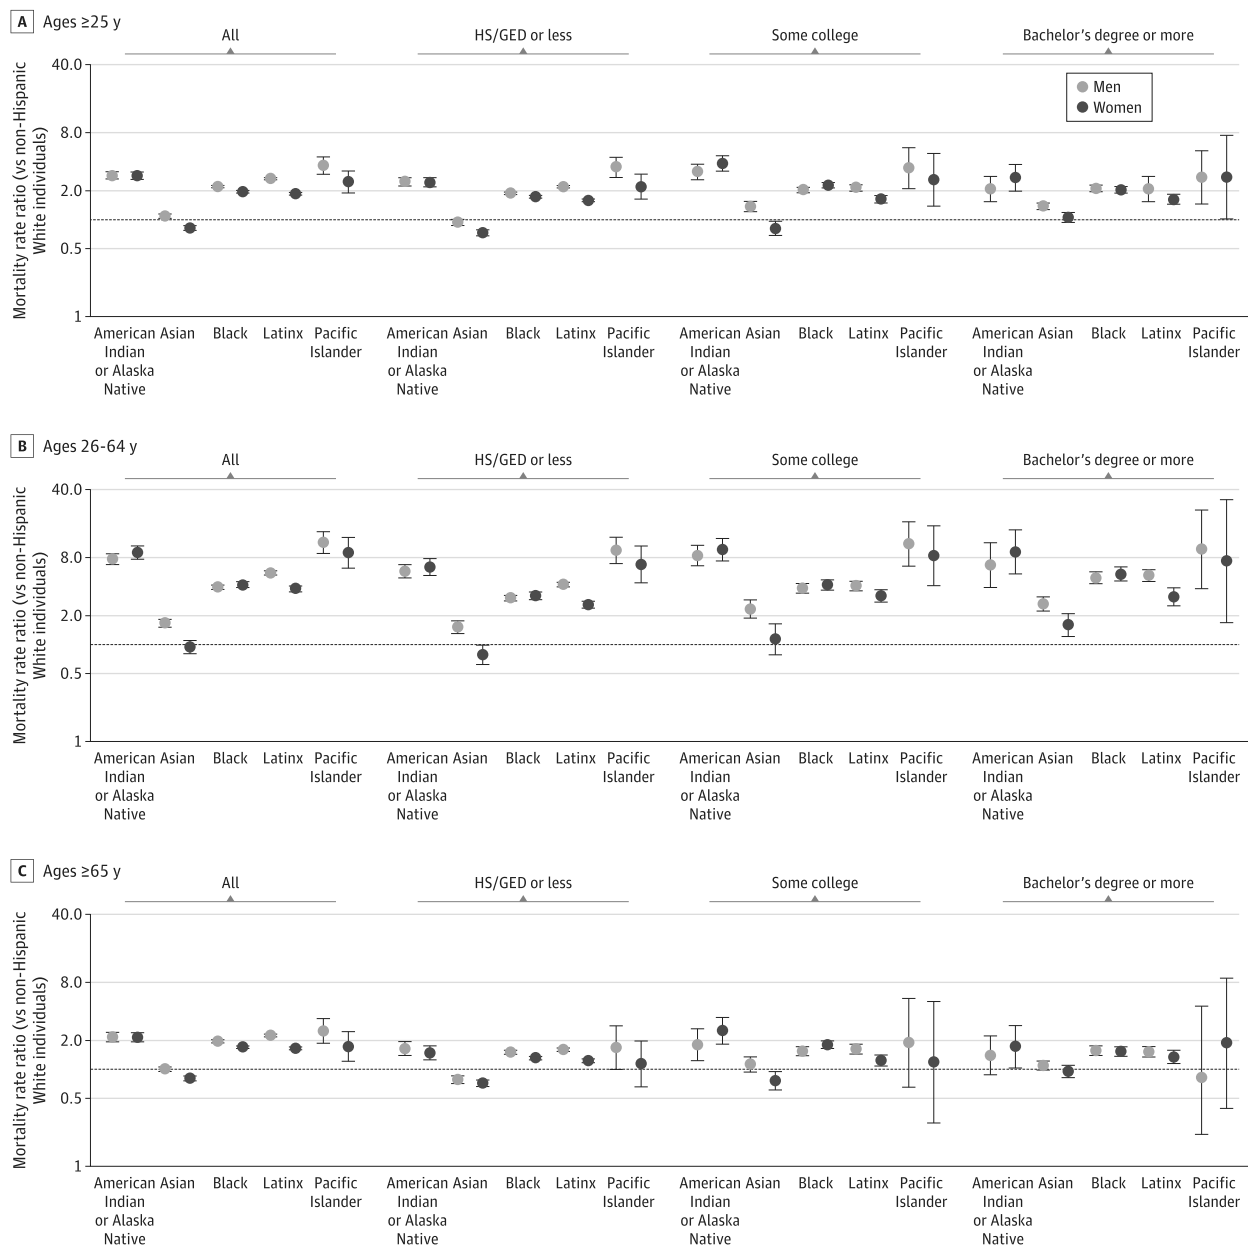 A Ages ≥25 y
All
HS/GED or less
Some college
Bachelor's degree or more
Mortality rate ratio (vs non-Hispanic
White individuals)
40.0
8.0
2.0
0.5
1
Men
Women
American Asian Black Latinx Pacific American Asian Black Latinx Pacific American Asian Black Latinx Pacific American Asian Black Latinx Pacific
Indian Islander Indian Islander Indian Islander Indian Islander
or Alaska or Alaska or Alaska or Alaska
Native Native Native Native
B Ages 26-64 y
All
HS/GED or less
Some college
Bachelor's degree or more
Mortality rate ratio (vs non-Hispanic
White individuals)
40.0
8.0
2.0
0.5
1
American Asian Black Latinx Pacific American Asian Black Latinx Pacific American Asian Black Latinx Pacific American Asian Black Latinx Pacific
Indian Islander Indian Islander Indian Islander Indian Islander
or Alaska or Alaska or Alaska or Alaska
Native Native Native Native
C Ages ≥65 y
All
HS/GED or less
Some college
Bachelor's degree or more
Mortality rate ratio (vs non-Hispanic
White individuals)
40.0
8.0
2.0
0.5
1
American Asian Black Latinx Pacific American Asian Black Latinx Pacific American Asian Black Latinx Pacific American Asian Black Latinx Pacific
Indian Islander Indian Islander Indian Islander Indian Islander
or Alaska or Alaska or Alaska or Alaska
Native Native Native Native